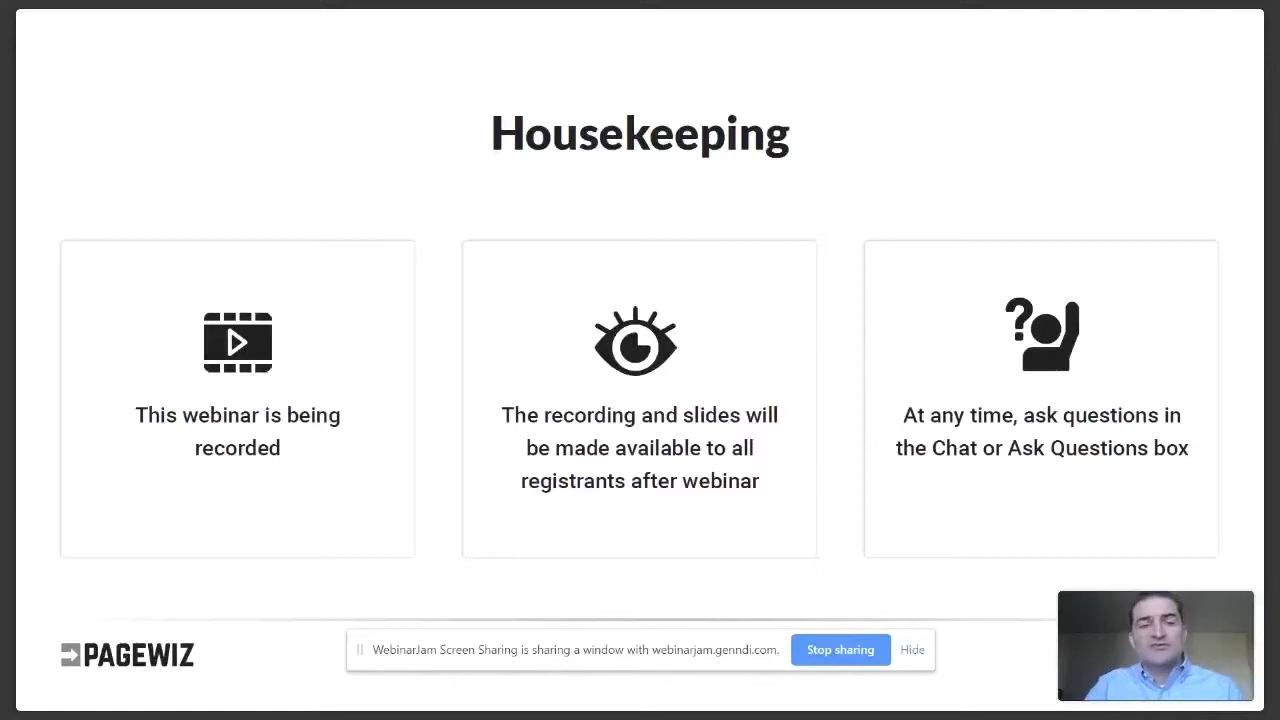 Housekeeping
This webinar is being
recorded
The recording and slides will
be made available to all
registrants after webinar
At any time, ask questions in
the Chat or Ask Questions box
PAGEWIZ
WebinarJam Screen Sharing is sharing a window with webinarjam.genndi.com.
Stop sharing
Hide